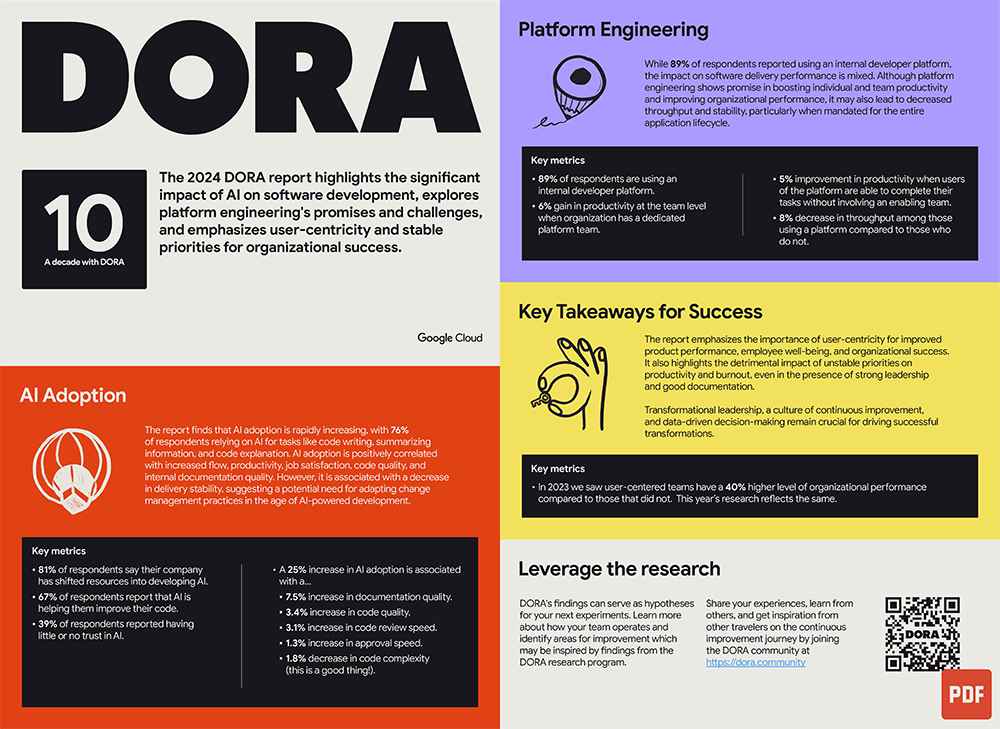 DORA
10
A decade with DORA
The 2024 DORA report highlights the significant
impact of AI on software development, explores
platform engineering's promises and challenges,
and emphasizes user-centricity and stable
priorities for organizational success.
Google Cloud
AI Adoption
The report finds that AI adoption is rapidly increasing, with 76%
of respondents relying on AI for tasks like code writing, summarizing
information, and code explanation. AI adoption is positively correlated
with increased flow, productivity, job satisfaction, code quality, and
internal documentation quality. However, it is associated with a decrease
in delivery stability, suggesting a potential need for adapting change
management practices in the age of AI-powered development.
Key metrics
• 81% of respondents say their company
has shifted resources into developing AI.
• 67% of respondents report that AI is
helping them improve their code.
• 39% of respondents reported having
little or no trust in AI.
• A 25% increase in AI adoption is associated
with a...
• 7.5% increase in documentation quality.
• 3.4% increase in code quality.
• 3.1% increase in code review speed.
• 1.3% increase in approval speed.
• 1.8% decrease in code complexity
(this is a good thing!).
Platform Engineering
While 89% of respondents reported using an internal developer platform,
the impact on software delivery performance is mixed. Although platform
engineering shows promise in boosting individual and team productivity
and improving organizational performance, it may also lead to decreased
throughput and stability, particularly when mandated for the entire
application lifecycle.
Key metrics
• 89% of respondents are using an
internal developer platform.
• 6% gain in productivity at the team level
when organization has a dedicated
platform team.
• 5% improvement in productivity when users
of the platform are able to complete their
tasks without involving an enabling team.
• 8% decrease in throughput among those
using a platform compared to those who
do not.
Key Takeaways for Success
The report emphasizes the importance of user-centricity for improved
product performance, employee well-being, and organizational success.
It also highlights the detrimental impact of unstable priorities on
productivity and burnout, even in the presence of strong leadership
and good documentation.
Transformational leadership, a culture of continuous improvement,
and data-driven decision-making remain crucial for driving successful
transformations.
Key metrics
• In 2023 we saw user-centered teams have a 40% higher level of organizational performance
compared to those that did not. This year's research reflects the same.
Leverage the research
DORA's findings can serve as hypotheses
for your next experiments. Learn more
about how your team operates and
identify areas for improvement which
may be inspired by findings from the
DORA research program.
Share your experiences, learn from
others, and get inspiration from
other travelers on the continuous
improvement journey by joining
the DORA community at
https://dora.community
DORA
PDF